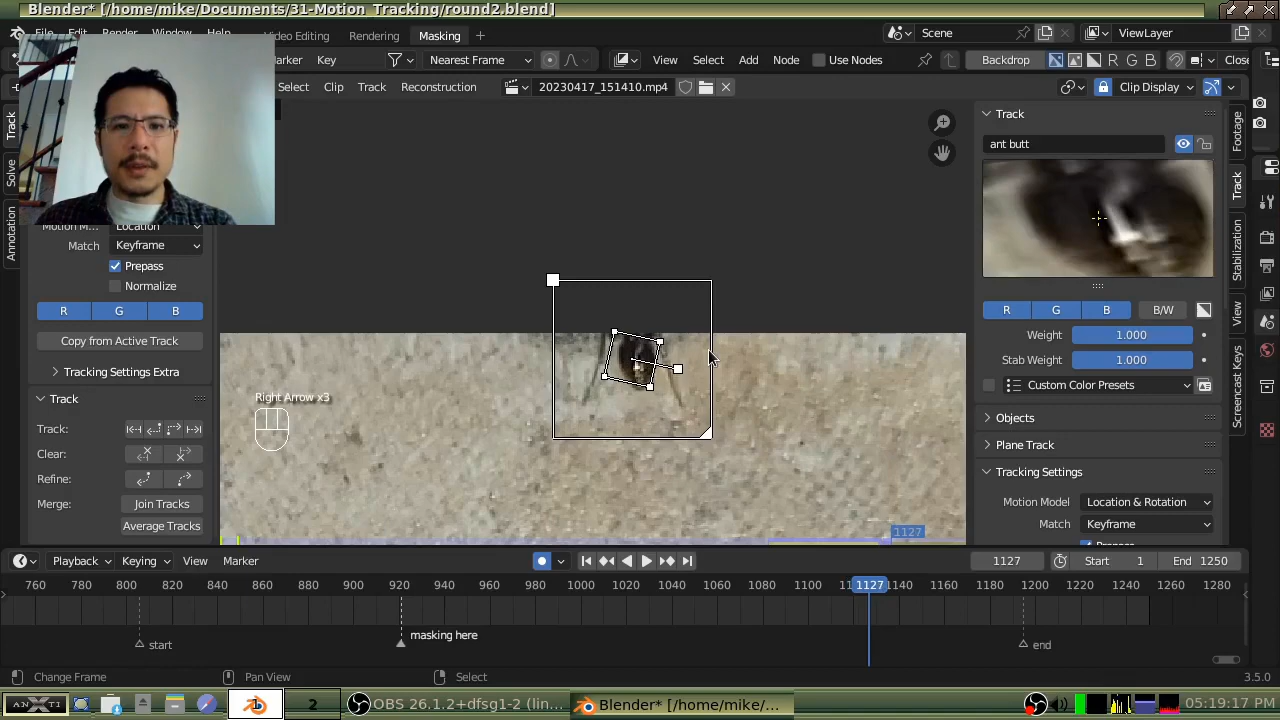 Blender* [/home/mike/Documents/31-Motion_Tracking/round2.blend]
File Edit Render Window Help Video Editing Rendering Masking + Scene ViewLayer
Marker Key Nearest Frame View Select Add Node Use Nodes Backdrop R G B
Select Clip Track Reconstruction 20230417_151410.mp4 Clip Display
Track
Solve
Annotation
Match Keyframe
Prepass
Normalize
R G B
Copy from Active Track
Tracking Settings Extra
Track
Track:
Clear:
Refine:
Merge: Join Tracks
Average Tracks
Right Arrow x3
1127
Track
ant butt
R G B B/W
Weight 1.000
Stab Weight 1.000
Custom Color Presets
Objects
Plane Track
Tracking Settings
Motion Model Location & Rotation
Match Keyframe
Footage
Track
Stabilization
View
Screencast Keys
Playback Keying View Marker 1127 Start 1 End 1250
760 780 800 820 840 860 880 900 920 940 960 980 1000 1020 1040 1060 1080 1100 1127 1140 1160 1180 1200 1220 1240 1260 1280
start masking here end
Change Frame Pan View Select 3.5.0
2 OBS 26.1.2+dfsg1-2 (lin... Blender* [/home/mike/...